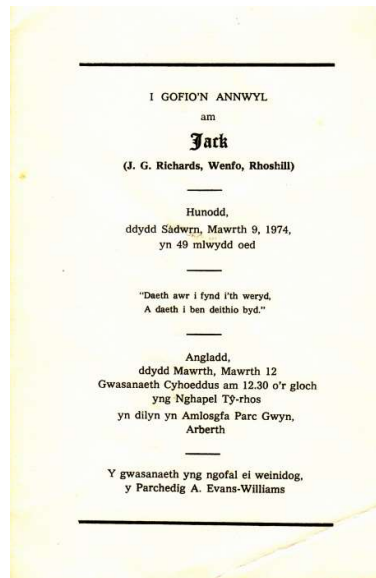 I GOFIO'N ANNWYL
am
Jack
(J. G. Richards, Wenfo, Rhoshill)
Hunodd,
ddydd Sadwrn, Mawrth 9, 1974,
yn 49 mlwydd oed
"Daeth awr i fynd i'th weryd,
A daeth i ben deithio byd."
Angladd,
ddydd Mawrth, Mawrth 12
Gwasanaeth Cyhoeddus am 12.30 o'r gloch
yng Nghapel Tŷ-rhos
yn dilyn yn Amlosgfa Parc Gwyn,
Arberth
Y gwasanaeth yng ngofal ei weinidog,
y Parchedig A. Evans-Williams